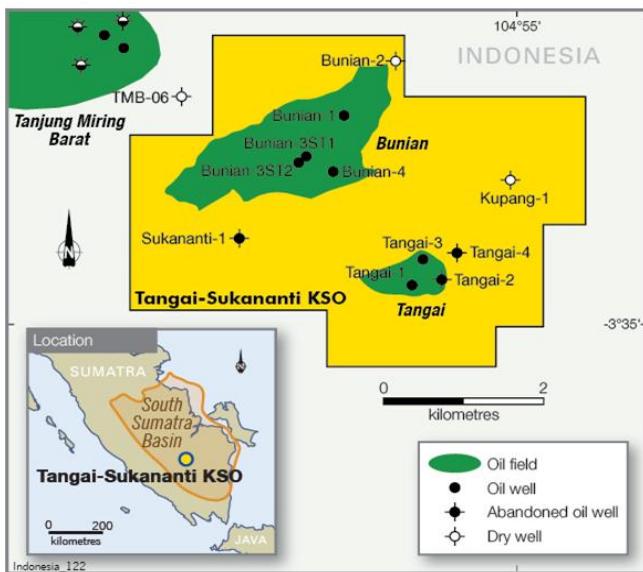 104°55'
INDONESIA
Bunian-2
TMB-06
Tanjung Miring
Barat
Bunian 1
Bunian 3ST1
Bunian
Bunian 3ST2
Bunian-4
Kupang-1
Sukananti-1
Tangai-3
Tangai-4
Tangai-1
Tangai-2
Tangai-Sukananti KSO
Tangai
-3°35'
N
Location
SUMATRA
South
Sumatra
Basin
Tangai-Sukananti KSO
0 200
kilometres
JAVA
0 2
kilometres
Oil field
Oil well
Abandoned oil well
Dry well
Indonesia_122